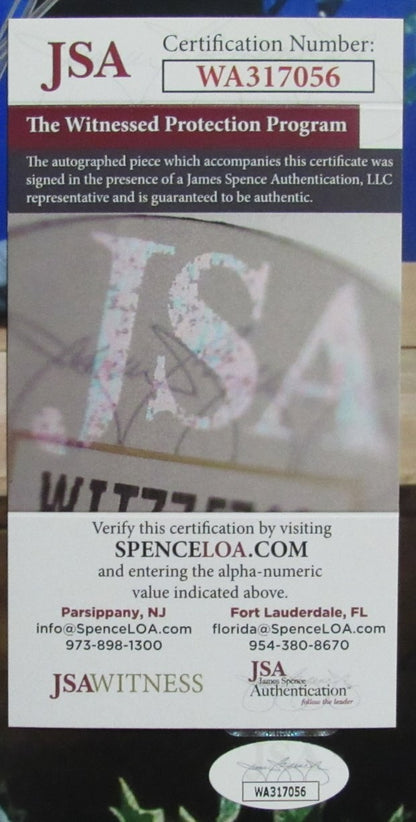 JSA
Certification Number:
WA317056
The Witnessed Protection Program
The autographed piece which accompanies this certificate was
signed in the presence of a James Spence Authentication, LLC
representative and is guaranteed to be authentic.
JSA
Verify this certification by visiting
SPENCELOA.COM
and entering the alpha-numeric
value indicated above.
Parsippany, NJ
info@SpenceLOA.com
973-898-1300
Fort Lauderdale, FL
florida@SpenceLOA.com
954-380-8670
JSAWITNESS
JSA
James Spence
Authentication
follow the leader
WA317056